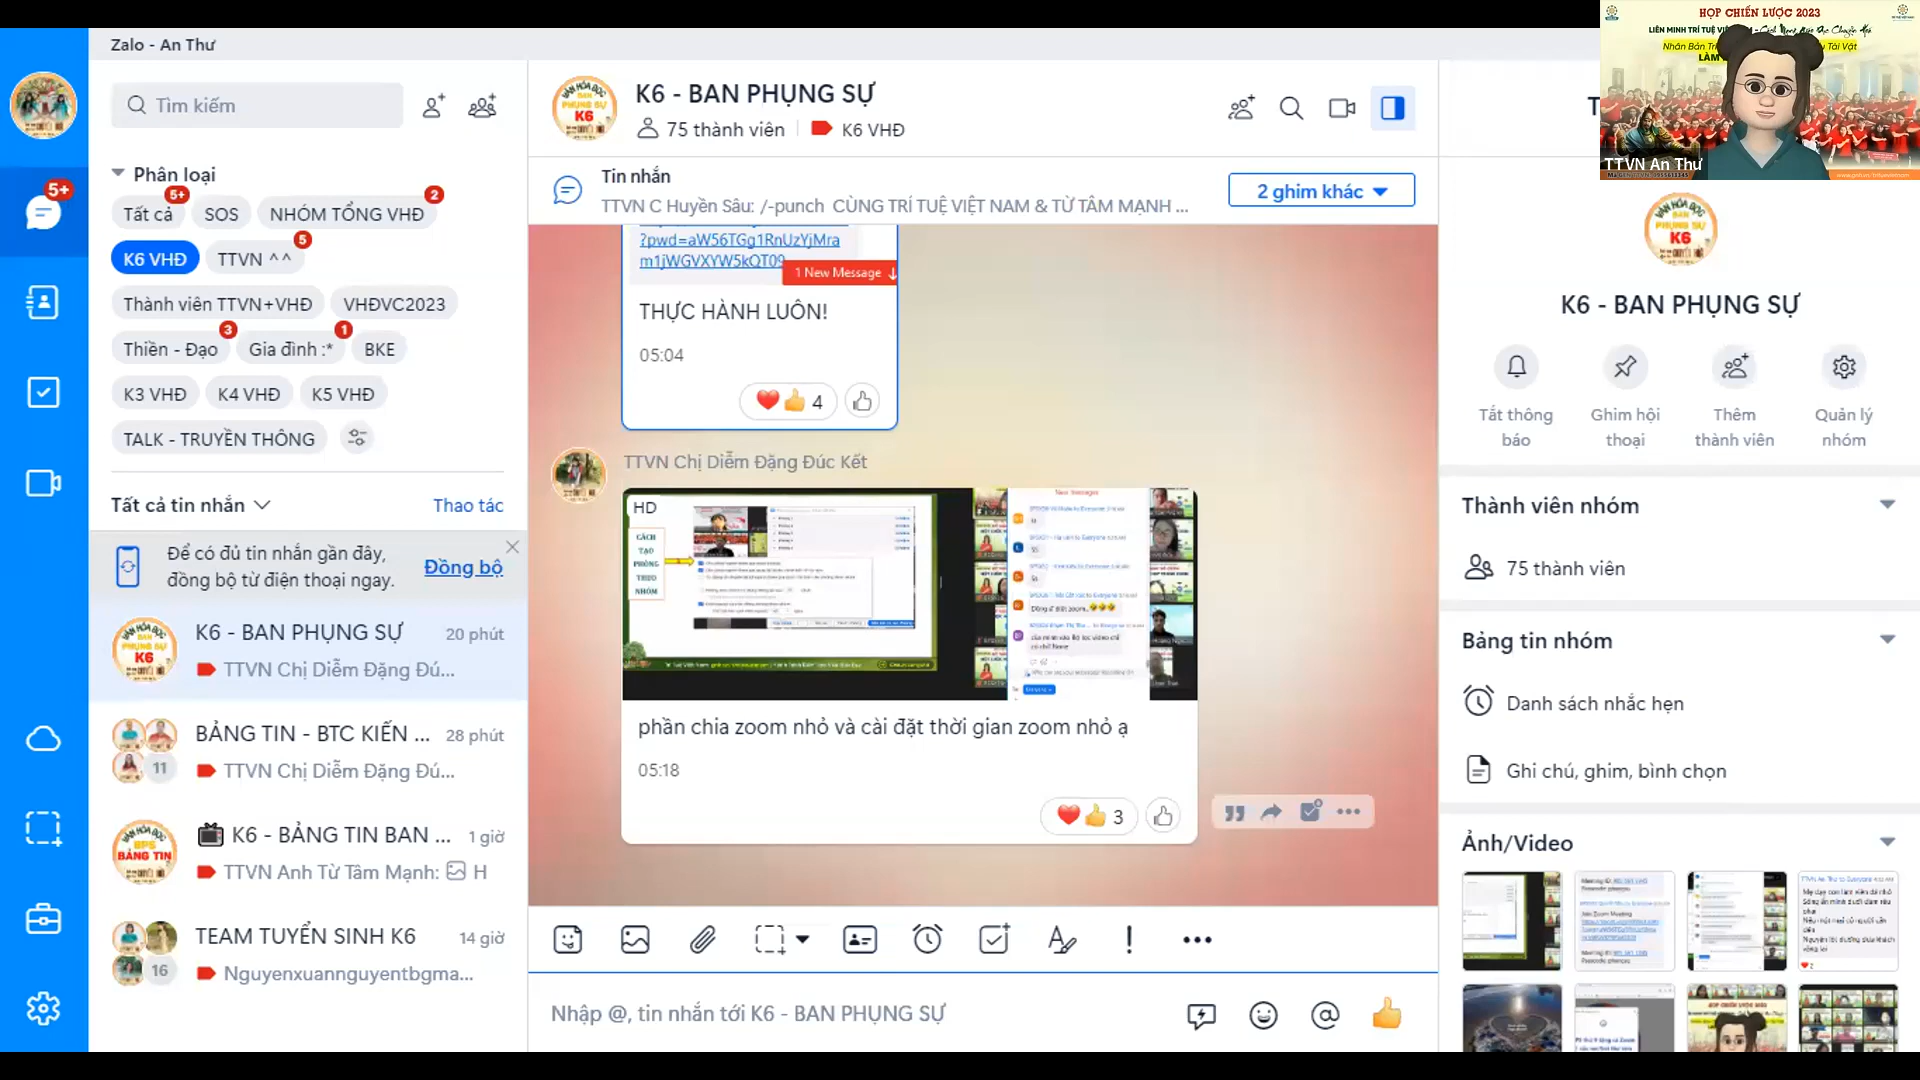 Zalo - An Thư
Tìm kiếm
Phân loại
5+
Tất cả
5+
SOS
NHÓM TỔNG VHĐ
2
K6 VHĐ
TTVN ^^
5
Thành viên TTVN+VHĐ
VHĐVC2023
Thiền - Đạo
3
Gia đình :*
1
BKE
K3 VHĐ
K4 VHĐ
K5 VHĐ
TALK - TRUYỀN THÔNG
Tất cả tin nhắn
Thao tác
Để có đủ tin nhắn gần đây,
đồng bộ từ điện thoại ngay.
Đồng bộ
K6 - BAN PHỤNG SỰ
20 phút
TTVN Chị Diễm Đặng Đú...
BẢNG TIN - BTC KIẾN ...
28 phút
11
TTVN Chị Diễm Đặng Đú...
K6 - BẢNG TIN BAN ...
1 giờ
TTVN Anh Từ Tâm Mạnh:
H
TEAM TUYỂN SINH K6
14 giờ
16
Nguyenxuannguyentbgma...
K6 - BAN PHỤNG SỰ
75 thành viên
K6 VHĐ
Tin nhắn
TTVN C Huyền Sâu: /-punch CÙNG TRÍ TUỆ VIỆT NAM & TỪ TÂM MẠNH ...
2 ghim khác
?pwd=aW56TGg1RnUzYjMra
m1jWGVXYW5kQT09
1 New Message
THỰC HÀNH LUÔN!
05:04
4
TTVN Chị Diễm Đặng Đúc Kết
HD
CÁCH
TẠO
PHÒNG
THEO
NHÓM
phần chia zoom nhỏ và cài đặt thời gian zoom nhỏ ạ
05:18
3
Nhập @, tin nhắn tới K6 - BAN PHỤNG SỰ
HỌP CHIẾN LƯỢC 2023
TTVN An Thư
K6 - BAN PHỤNG SỰ
Tắt thông
báo
Ghim hội
thoại
Thêm
thành viên
Quản lý
nhóm
Thành viên nhóm
75 thành viên
Bảng tin nhóm
Danh sách nhắc hẹn
Ghi chú, ghim, bình chọn
Ảnh/Video